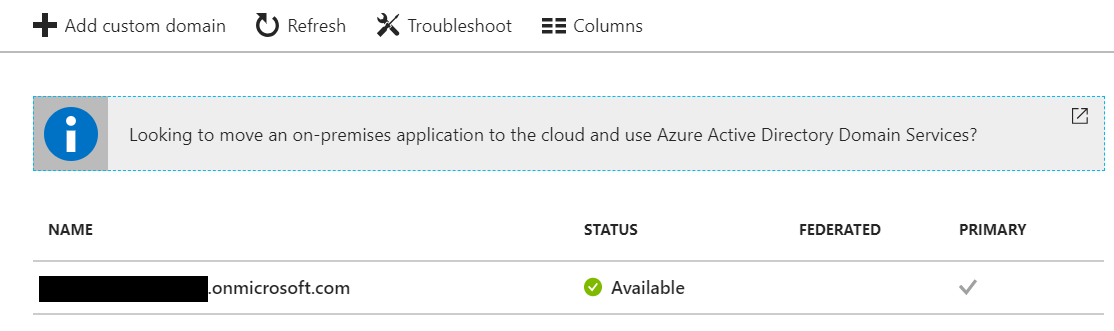 Add custom domain Refresh Troubleshoot Columns
Looking to move an on-premises application to the cloud and use Azure Active Directory Domain Services?
NAME STATUS FEDERATED PRIMARY
.onmicrosoft.com Available